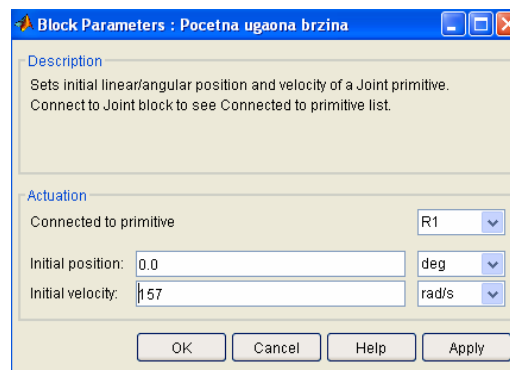 Block Parameters : Pocetna ugaona brzina
Description
Sets initial linear/angular position and velocity of a Joint primitive.
Connect to Joint block to see Connected to primitive list.
Actuation
Connected to primitive R1
Initial position: 0.0 deg
Initial velocity: 157 rad/s
OK Cancel Help Apply